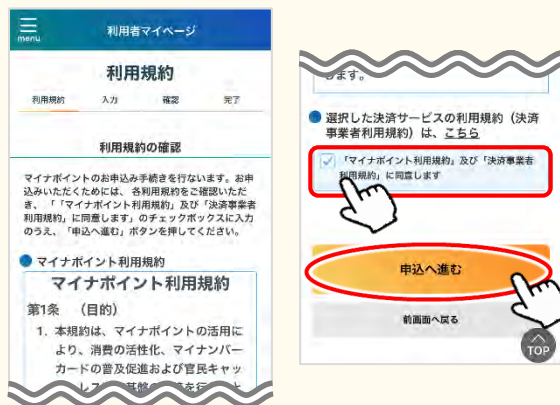 menu
利用者マイページ
利用規約
利用規約 入力 確認 完了
利用規約の確認
マイナポイントのお申込み手続きを行ないます。お申
込みいただくためには、各利用規約をご確認いただ
き、「「マイナポイント利用規約」及び「決済事業者
利用規約」に同意します」のチェックボックスに入力
のうえ、「申込へ進む」ボタンを押してください。
マイナポイント利用規約
マイナポイント利用規約
第1条 (目的)
1. 本規約は、マイナポイントの活用に
より、消費の活性化、マイナンバー
カードの普及促進および官民キャッ
します。
選択した決済サービスの利用規約(決済
事業者利用規約)は、こちら
「マイナポイント利用規約」及び「決済事業者
利用規約」に同意します
申込へ進む
前画面へ戻る
TOP